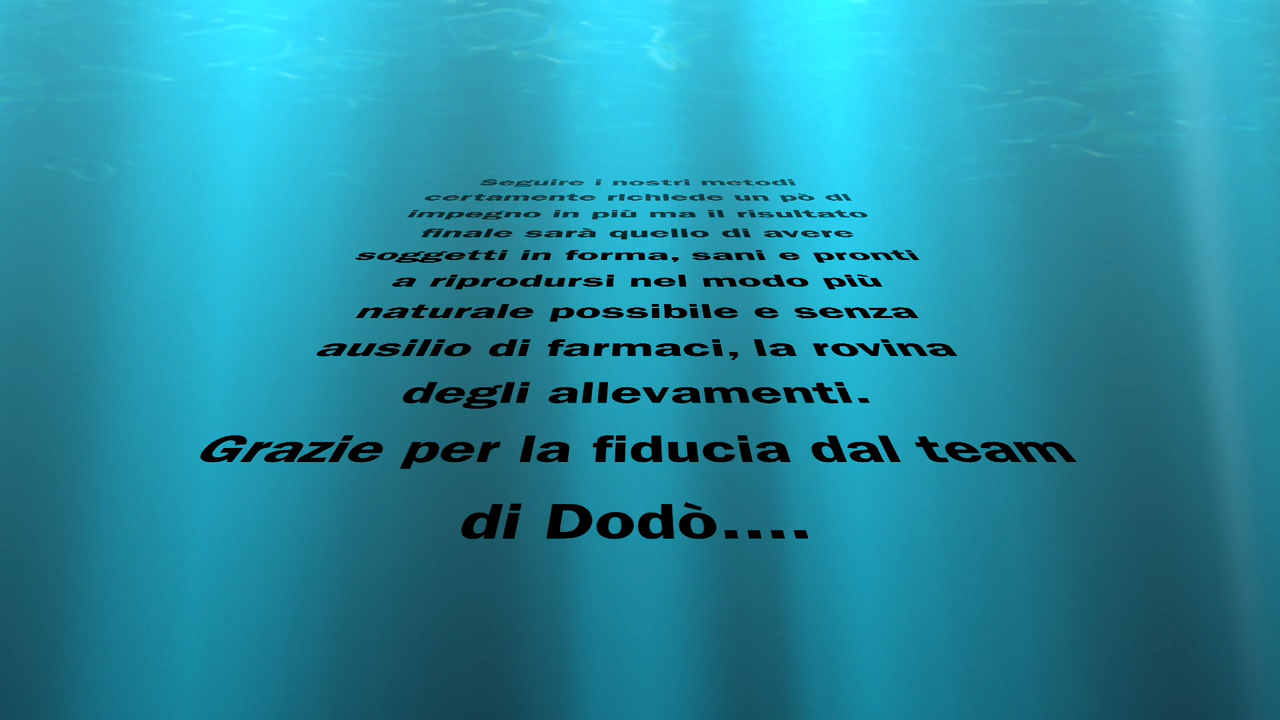 Seguire i nostri metodi
certamente richiede un pò di
impegno in più ma il risultato
finale sarà quello di avere
soggetti in forma, sani e pronti
a riprodursi nel modo più
naturale possibile e senza
ausilio di farmaci, la rovina
degli allevamenti.
Grazie per la fiducia dal team
di Dodò....